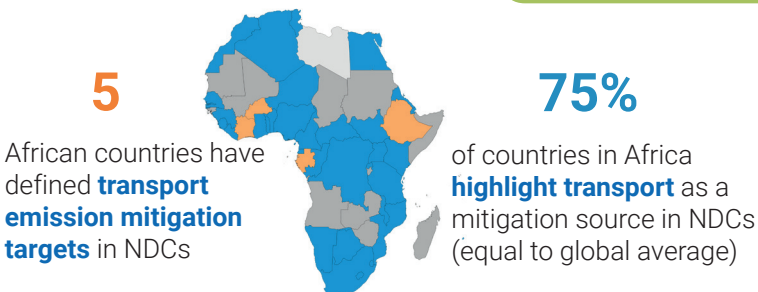 5
African countries have
defined transport
emission mitigation
targets in NDCs
75%
of countries in Africa
highlight transport as a
mitigation source in NDCs
(equal to global average)